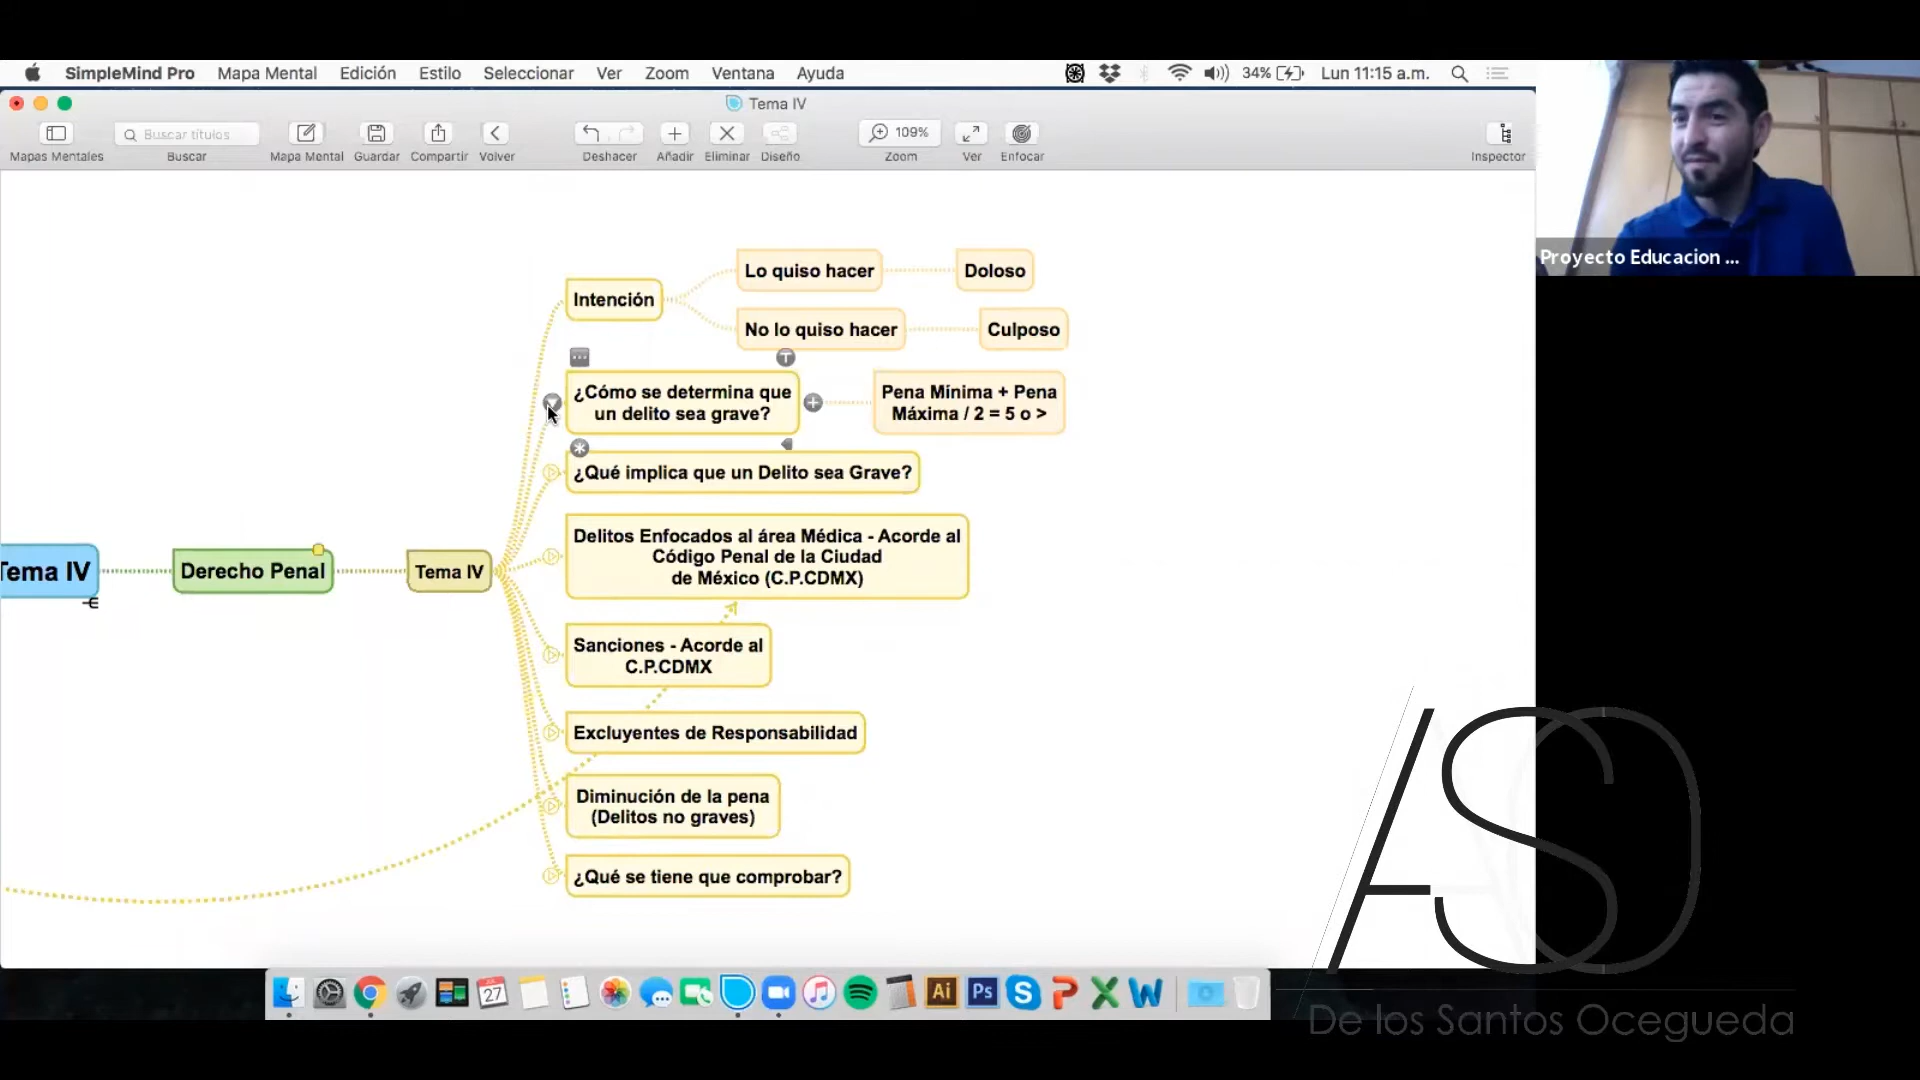 SimpleMind Pro Mapa Mental Edición Estilo Seleccionar Ver Zoom Ventana Ayuda 34% Lun 11:15 a.m.
Tema IV
Buscar títulos
109%
Mapas Mentales Buscar Mapa Mental Guardar Compartir Volver Deshacer Añadir Eliminar Diseño Zoom Ver Enfocar Inspector
Proyecto Educacion ...
Lo quiso hacer Doloso
Intención
No lo quiso hacer Culposo
¿Cómo se determina que
un delito sea grave?
Pena Mínima + Pena
Máxima / 2 = 5 o >
¿Qué implica que un Delito sea Grave?
Delitos Enfocados al área Médica - Acorde al
Código Penal de la Ciudad
de México (C.P.CDMX)
Tema IV Derecho Penal Tema IV
Sanciones - Acorde al
C.P.CDMX
Excluyentes de Responsabilidad
Diminución de la pena
(Delitos no graves)
¿Qué se tiene que comprobar?
27
Ai
Ps
ASO
De los Santos Ocegueda